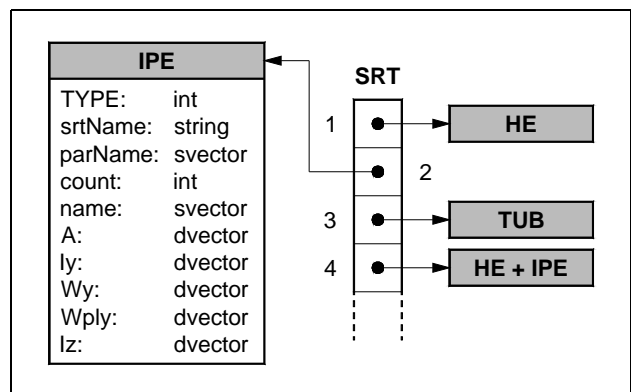 IPE
TYPE: int
srtName: string
parName: svector
count: int
name: svector
A: dvector
Iy: dvector
Wy: dvector
Wply: dvector
Iz: dvector
SRT
1 HE
2
3 TUB
4 HE + IPE